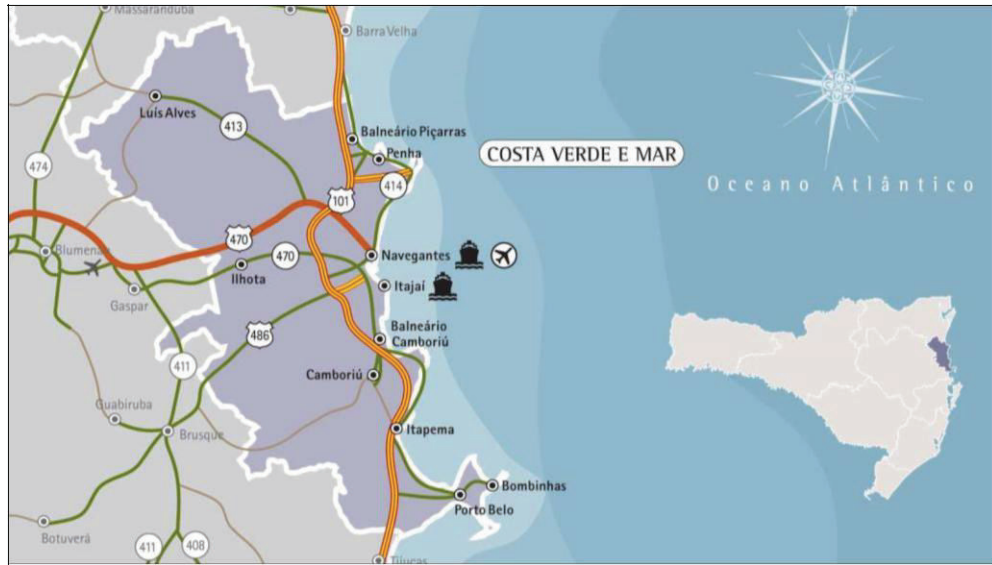 Massaranduba
Barra Velha
Luís Alves
413
Balneário Piçarras
Penha
COSTA VERDE E MAR
474
414
Oceano Atlântico
101
Blumenau
470
470
Navegantes
Ilhota
Itajaí
Gaspar
486
Balneário
Camboriú
411
Camboriú
Guabiruba
Brusque
Itapema
Bombinhas
Porto Belo
Botuverá
411
408
Tijucas